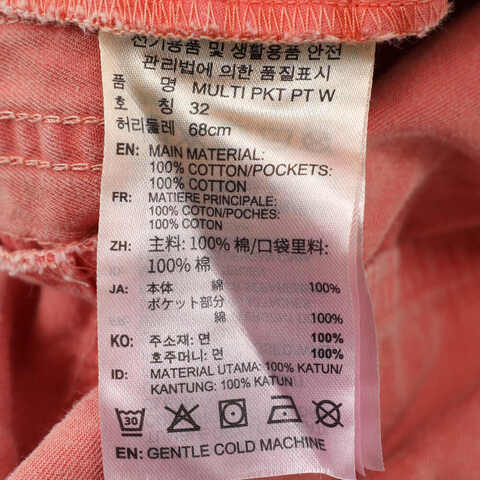 전기용품 및 생활용품 안전
관리법에 의한 품질표시
품 명 MULTI PKT PT W
호 칭 32
허리둘레 68cm
EN: MAIN MATERIAL:
100% COTTON/POCKETS:
100% COTTON
FR: MATIERE PRINCIPALE:
100% COTON/POCHES:
100% COTON
ZH: 主料: 100% 棉/口袋里料:
100% 棉
JA: 本体 綿 100%
ポケット部分
綿 100%
KO: 주소재: 면 100%
호주머니: 면 100%
ID: MATERIAL UTAMA: 100% KATUN/
KANTUNG: 100% KATUN
30
EN: GENTLE COLD MACHINE